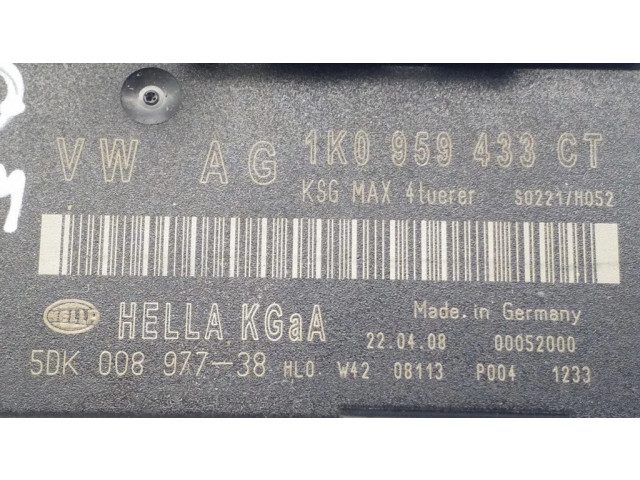 VW AG 1K0 959 433 CT
KSG MAX 4tuerer S0221/H052
HELLA HELLA KGaA Made. in Germany
22.04.08 00052000
5DK 008 977-38 HLO W42 08113 P004 1233